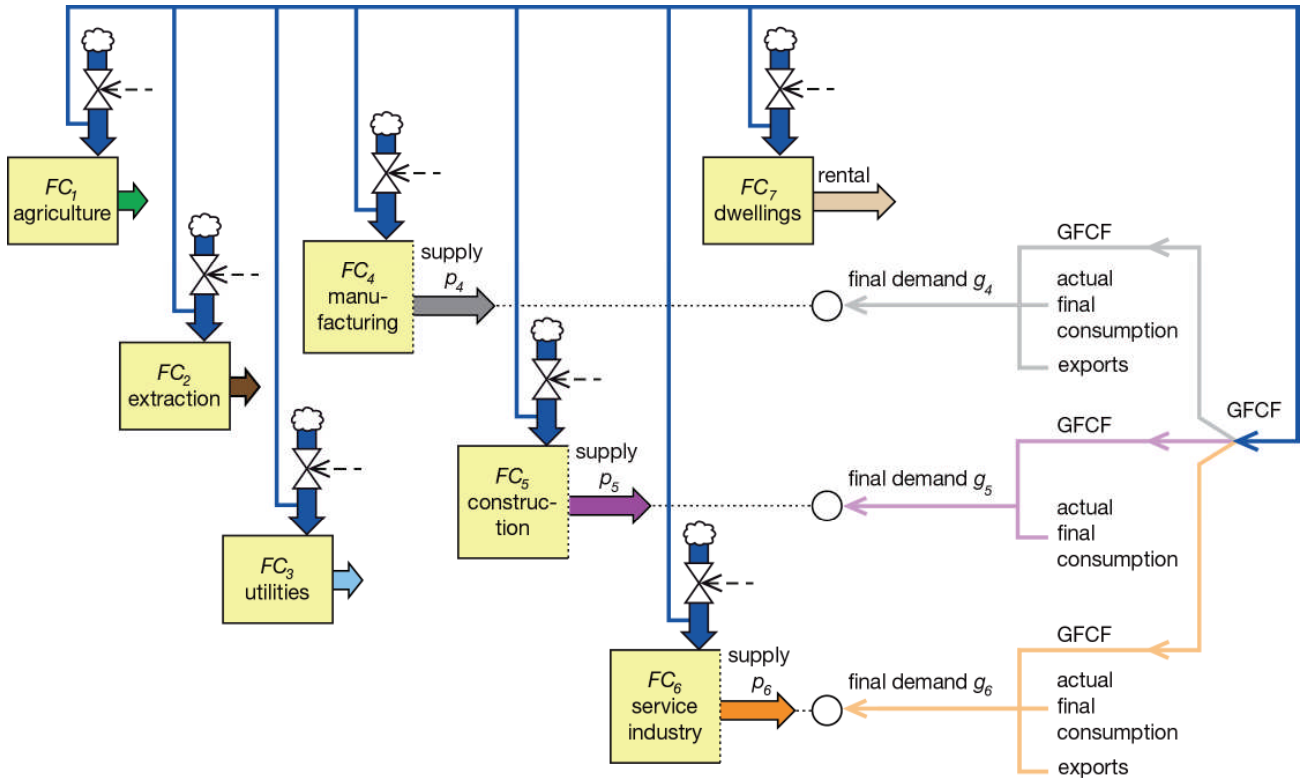 FC1
agriculture
FC2
extraction
FC3
utilities
FC4
manu-
facturing
supply
p4
FC5
construc-
tion
supply
p5
FC6
service
industry
supply
p6
FC7
dwellings
rental
final demand g4
GFCF
actual
final
consumption
exports
GFCF
final demand g5
GFCF
actual
final
consumption
final demand g6
GFCF
actual
final
consumption
exports